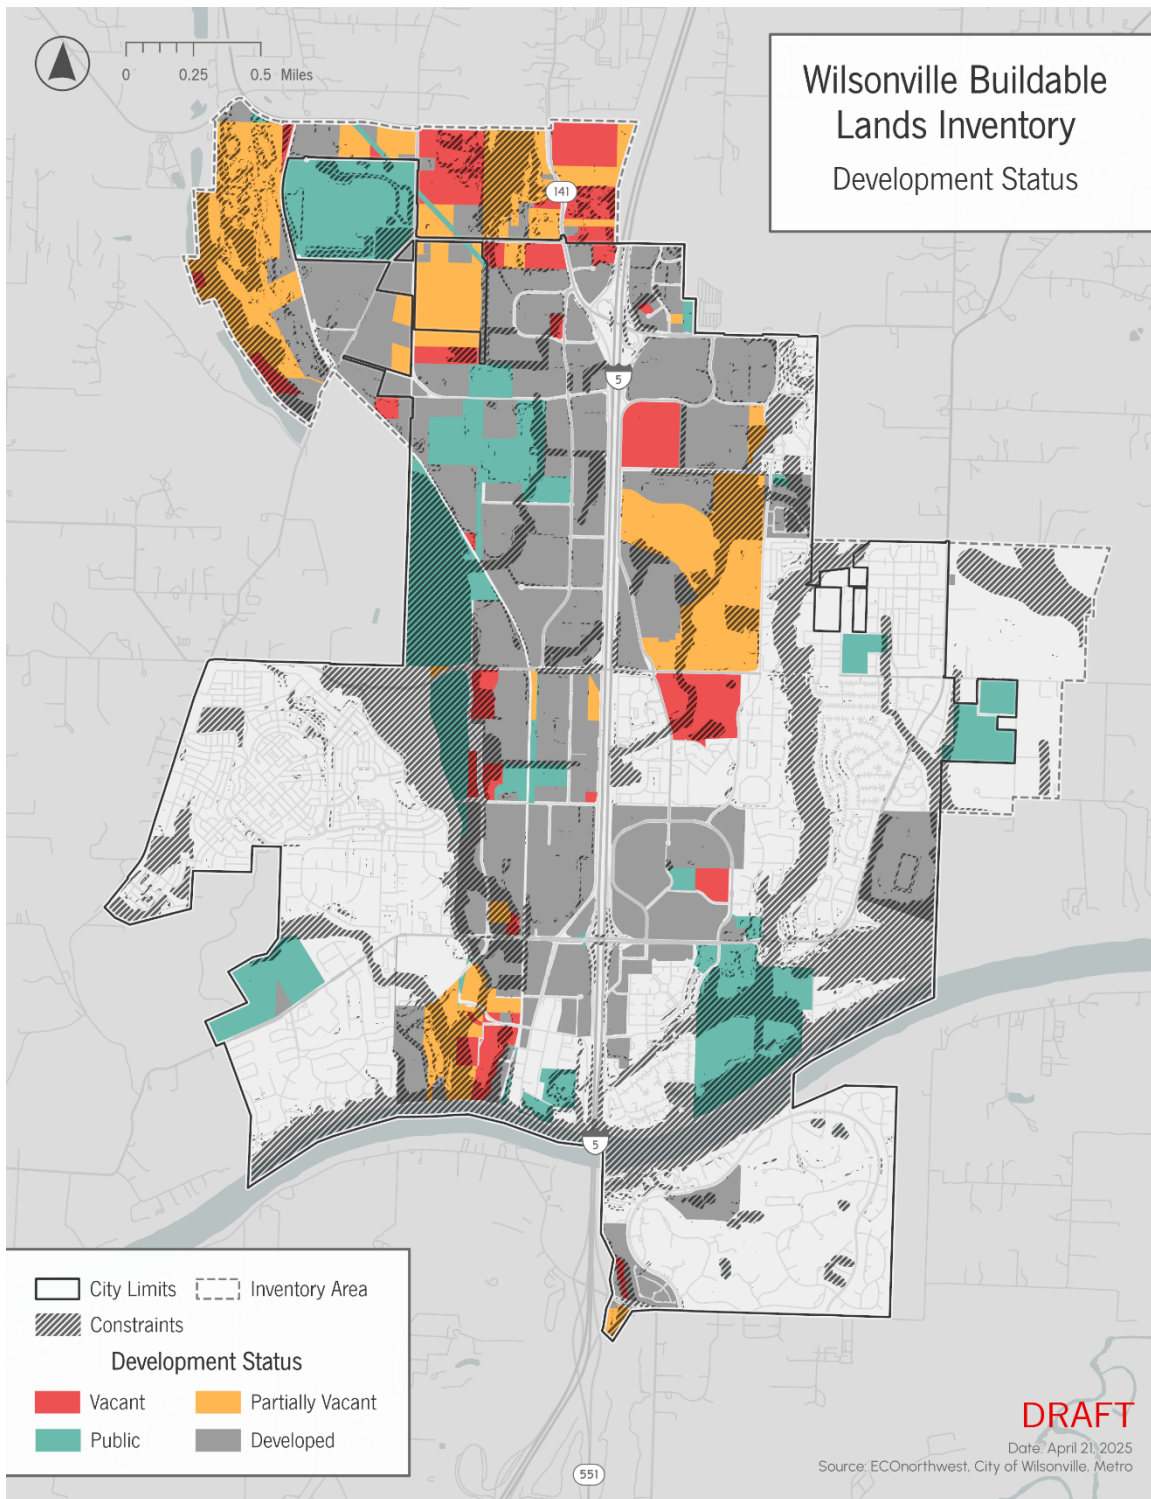 Wilsonville Buildable
Lands Inventory
Development Status
0 0.25 0.5 Miles
141
5
5
City Limits Inventory Area
Constraints
Development Status
Vacant Partially Vacant
Public Developed
DRAFT
Date: April 21, 2025
Source: ECOnorthwest, City of Wilsonville, Metro
551